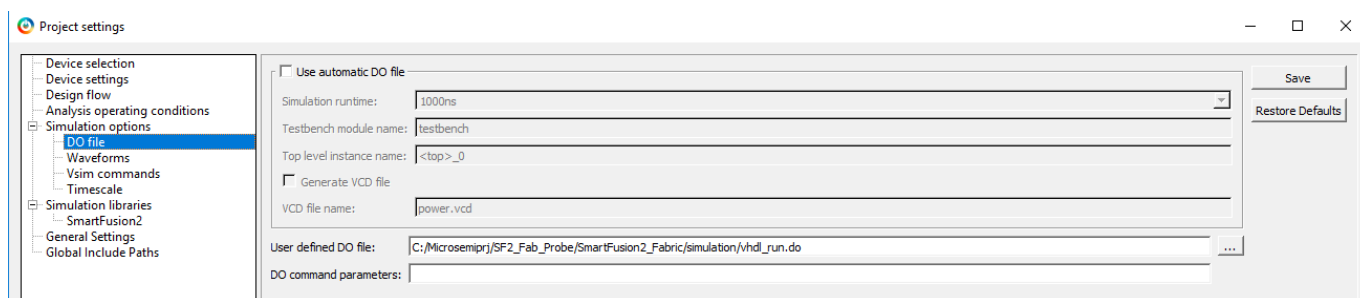 Project settings
Device selection
Device settings
Design flow
Analysis operating conditions
Simulation options
DO file
Waveforms
Vsim commands
Timescale
Simulation libraries
SmartFusion2
General Settings
Global Include Paths
Use automatic DO file
Simulation runtime: 1000ns
Testbench module name: testbench
Top level instance name: <top>_0
Generate VCD file
VCD file name: power.vcd
User defined DO file: C:/Microsemiprj/SF2_Fab_Probe/SmartFusion2_Fabric/simulation/vhdl_run.do ...
DO command parameters:
Save
Restore Defaults